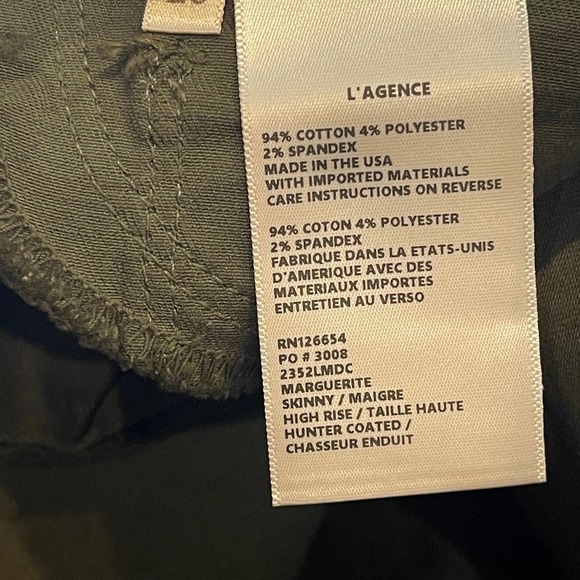 L'AGENCE
94% COTTON 4% POLYESTER
2% SPANDEX
MADE IN THE USA
WITH IMPORTED MATERIALS
CARE INSTRUCTIONS ON REVERSE
94% COTON 4% POLYESTER
2% SPANDEX
FABRIQUE DANS LA ETATS-UNIS
D'AMERIQUE AVEC DES
MATERIAUX IMPORTES
ENTRETIEN AU VERSO
RN126654
PO # 3008
2352LMDC
MARGUERITE
SKINNY / MAIGRE
HIGH RISE / TAILLE HAUTE
HUNTER COATED /
CHASSEUR ENDUIT